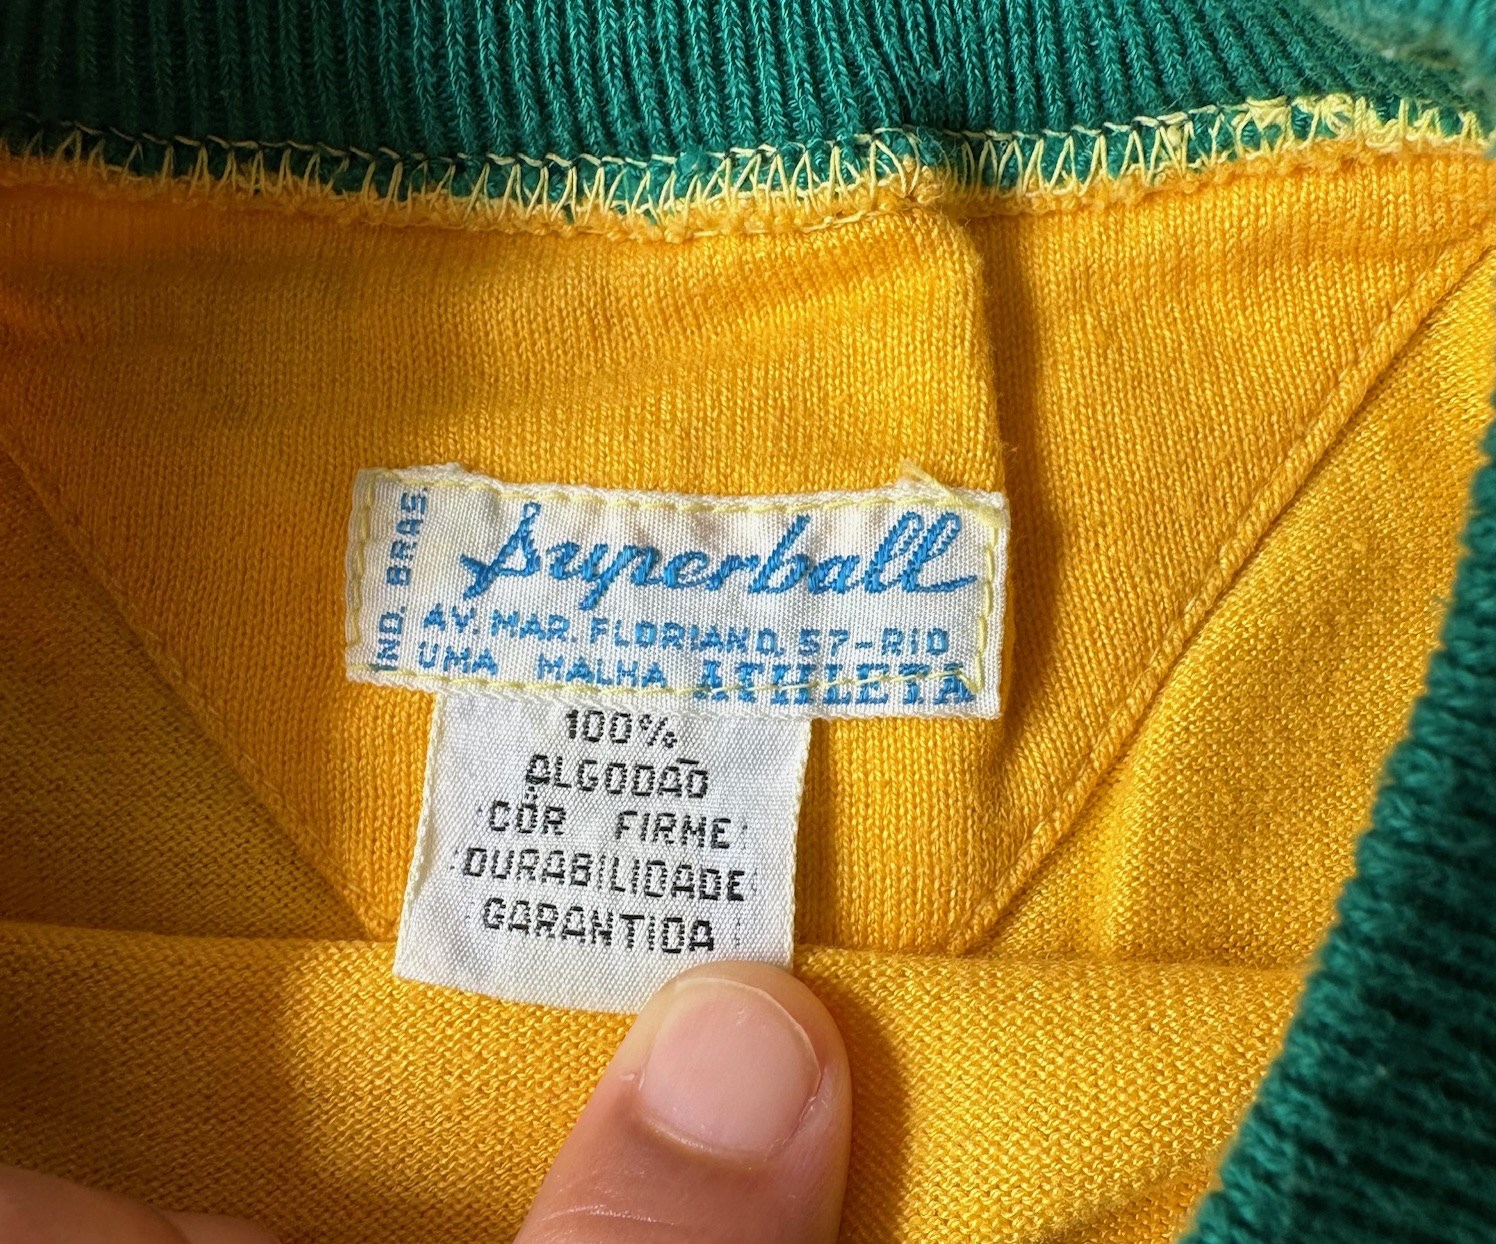 IND. BRAS.
Superball
AV. MAR. FLORIANO, 57-RIO
UMA MALHA ATHLETA
100%
ALGODÃO
CÔR FIRME
DURABILIDADE
GARANTIDA